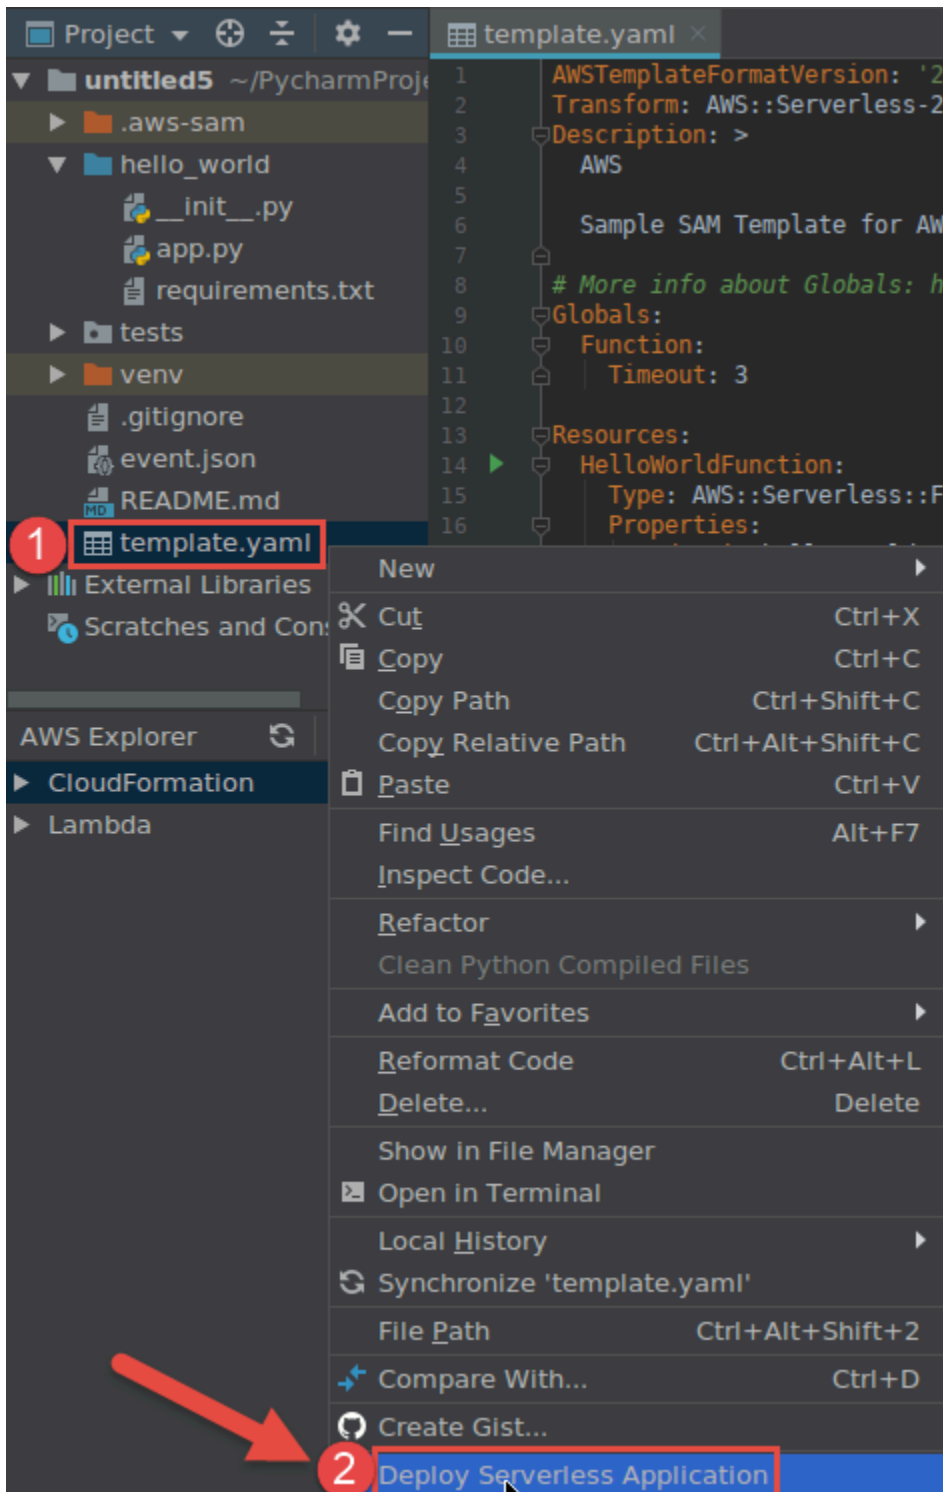 Project
template.yaml
untitled5 ~/PycharmProje
.aws-sam
hello_world
__init__.py
app.py
requirements.txt
tests
venv
.gitignore
event.json
MD README.md
1 template.yaml
External Libraries
Scratches and Con
AWS Explorer
CloudFormation
Lambda
1 AWSTemplateFormatVersion: '2
2 Transform: AWS::Serverless-2
3 Description: >
4 AWS
5
6 Sample SAM Template for AW
7
8 # More info about Globals: h
9 Globals:
10 Function:
11 Timeout: 3
12
13 Resources:
14 HelloWorldFunction:
15 Type: AWS::Serverless::F
16 Properties:
New
Cut Ctrl+X
Copy Ctrl+C
Copy Path Ctrl+Shift+C
Copy Relative Path Ctrl+Alt+Shift+C
Paste Ctrl+V
Find Usages Alt+F7
Inspect Code...
Refactor
Clean Python Compiled Files
Add to Favorites
Reformat Code Ctrl+Alt+L
Delete... Delete
Show in File Manager
Open in Terminal
Local History
Synchronize 'template.yaml'
File Path Ctrl+Alt+Shift+2
Compare With... Ctrl+D
Create Gist...
2 Deploy Serverless Application